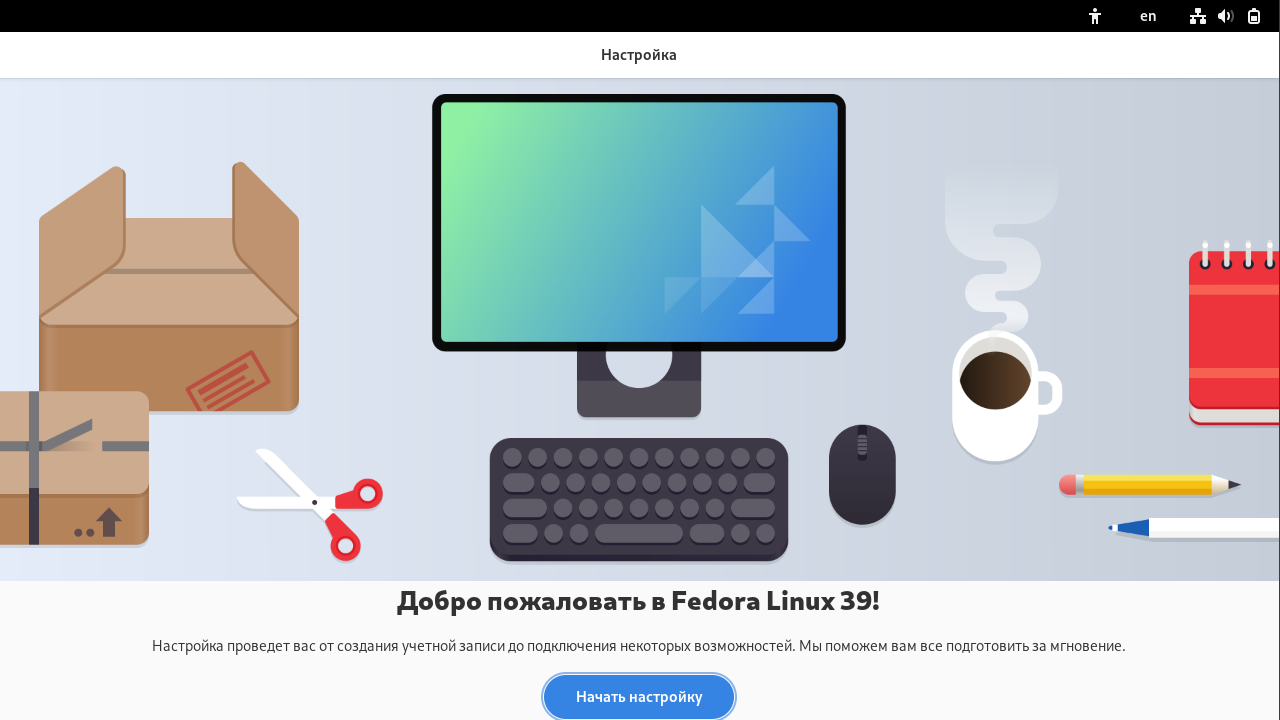 en
Настройка
Добро пожаловать в Fedora Linux 39!
Настройка проведет вас от создания учетной записи до подключения некоторых возможностей. Мы поможем вам все подготовить за мгновение.
Начать настройку